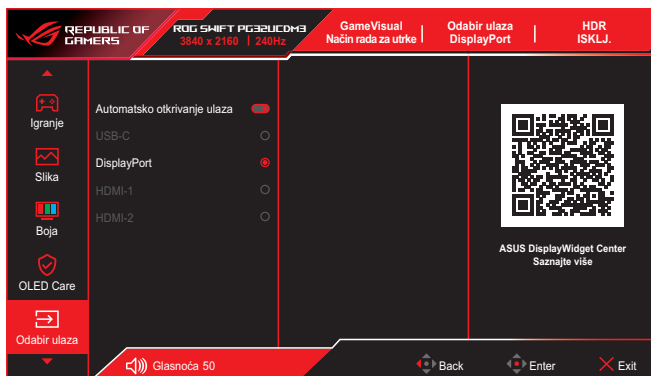 REPUBLIC OF
GAMERS
ROG SWIFT PG32UCDM3
3840 x 2160 | 240Hz
GameVisual
Način rada za utrke
Odabir ulaza
DisplayPort
HDR
ISKLJ.
Igranje
Slika
Boja
OLED Care
Odabir ulaza
Automatsko otkrivanje ulaza
USB-C
DisplayPort
HDMI-1
HDMI-2
ASUS DisplayWidget Center
Saznajte više
Glasnoća 50
Back
Enter
Exit